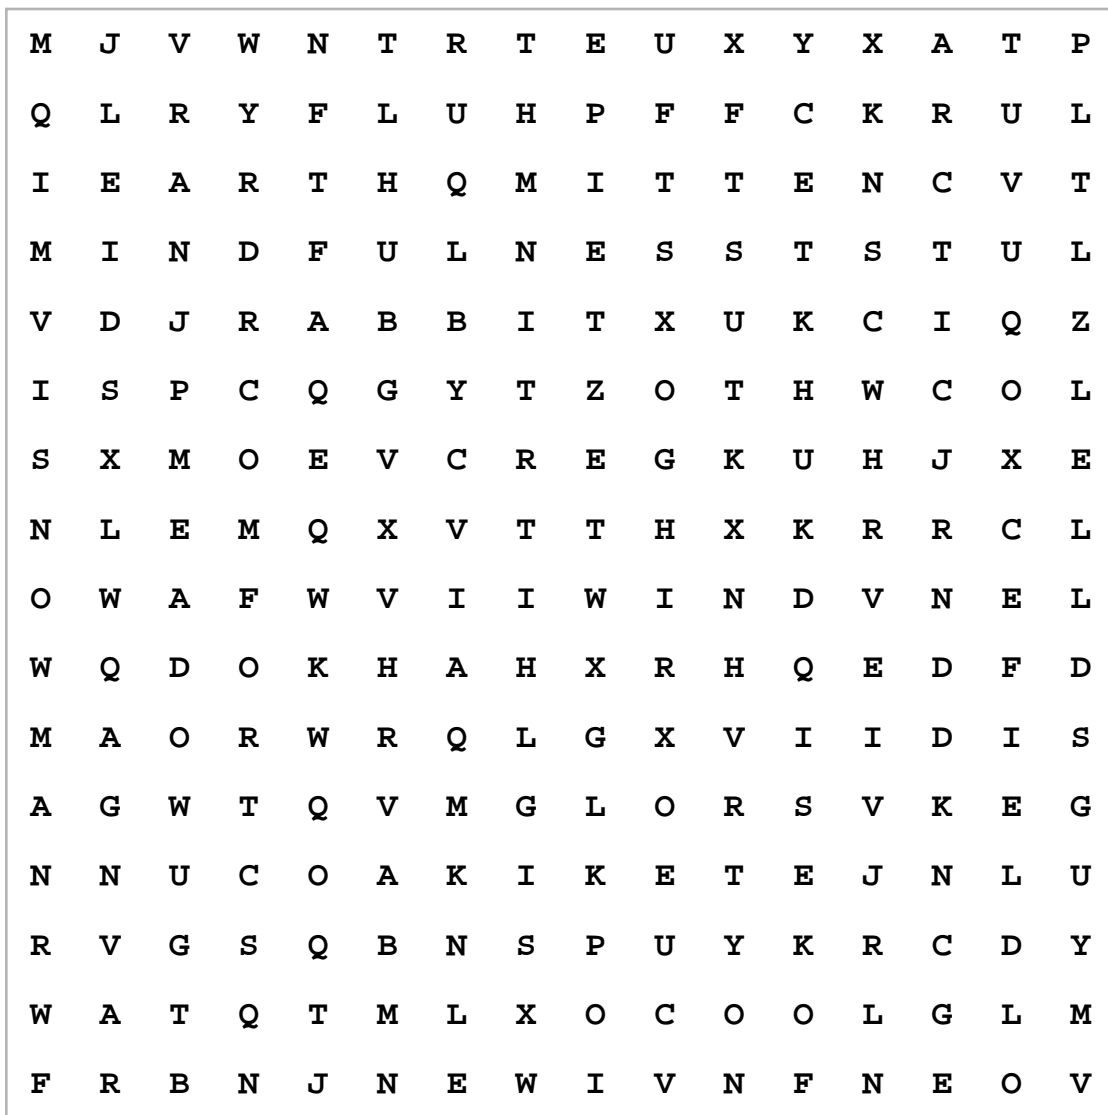 M J V W N T R T E U X Y X A T P
Q L R Y F L U H P F F C K R U L
I E A R T H Q M I T T E N C V T
M I N D F U L N E S S T S T U L
V D J R A B B I T X U K C I Q Z
I S P C Q G Y T Z O T H W C O L
S X M O E V C R E G K U H J X E
N L E M Q X V T T H X K R R C L
O W A F W V I I W I N D V N E L
W Q D O K H A H X R H Q E D F D
M A O R W R Q L G X V I I D I S
A G W T Q V M G L O R S V K E G
N N U C O A K I K E T E J N L U
R V G S Q B N S P U Y K R C D Y
W A T Q T M L X O C O O L G L M
F R B N J N E W I V N F N E O V